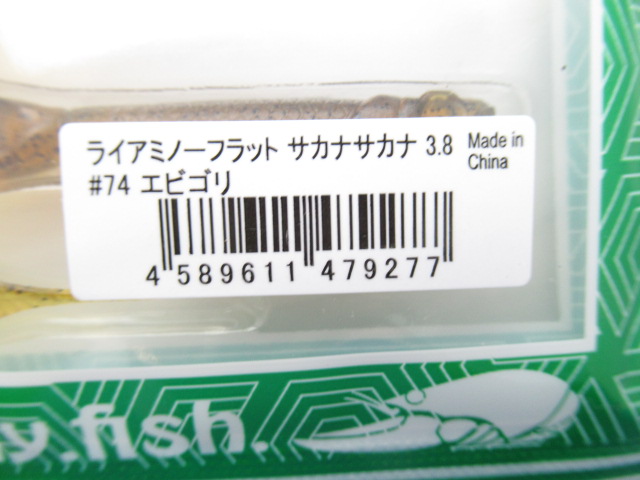 ライアミノーフラット サカナサカナ 3.8 Made in China
#74 エビゴリ
4 589611 479277
y.fish.